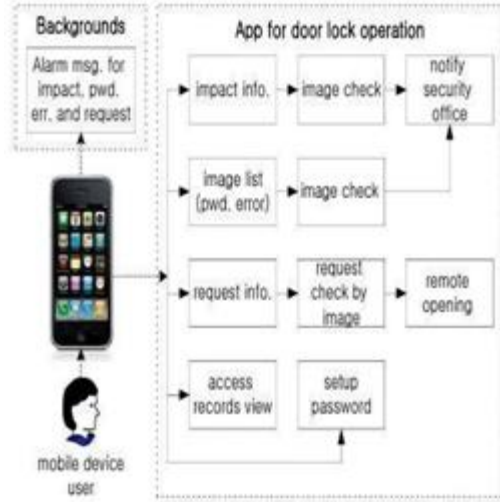 Backgrounds
Alarm msg. for
impact, pwd.
err. and request
App for door lock operation
impact info.
image check
notify
security
office
image list
(pwd. error)
image check
request info.
request
check by
image
remote
opening
access
records view
setup
password
mobile device
user